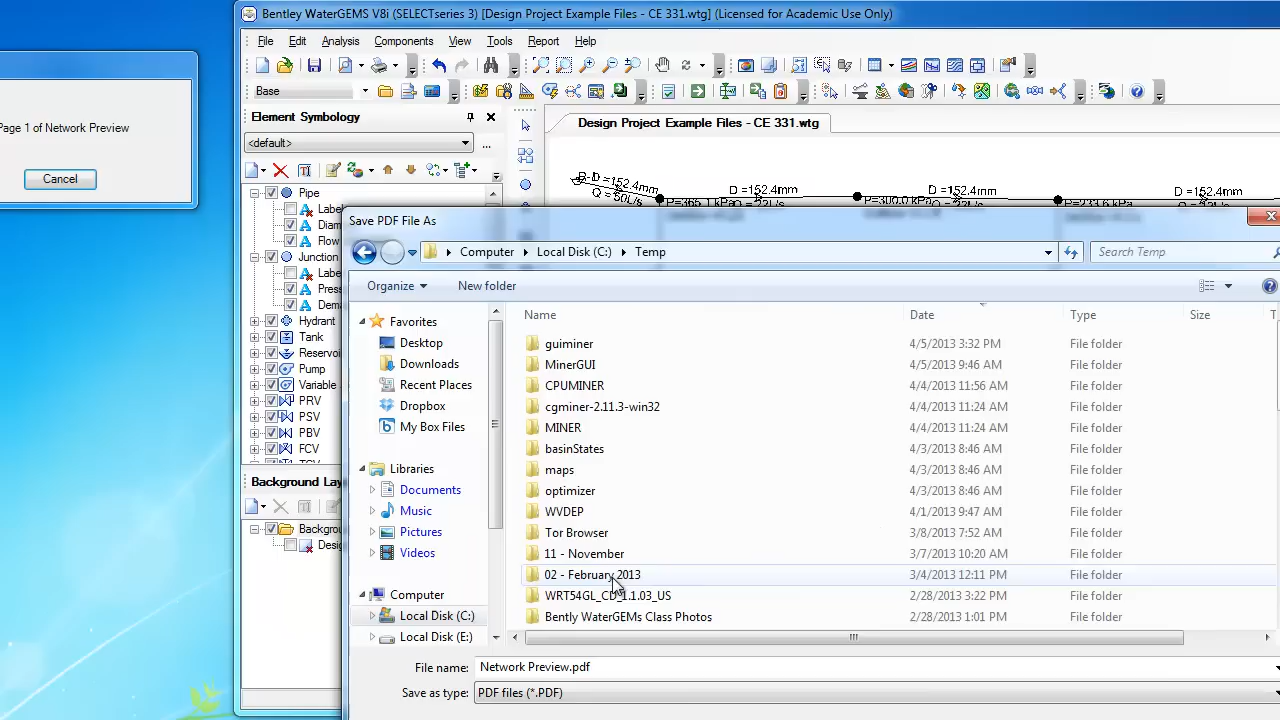 Bentley WaterGEMS V8i (SELECTseries 3) [Design Project Example Files - CE 331.wtg] (Licensed for Academic Use Only)
File Edit Analysis Components View Tools Report Help
Base
Page 1 of Network Preview
Cancel
Element Symbology
<default>
Design Project Example Files - CE 331.wtg
Pipe
Label
Diam
Flow
Junction
Label
Press
Dema
Hydrant
Tank
Reservoi
Pump
Variable
PRV
PSV
PBV
FCV
Background Lay
Backgrou
Desig
D =152.4mm
Q = 50L/s
D =152.4mm
D =152.4mm
D =152.4mm
Save PDF File As
Computer Local Disk (C:) Temp
Search Temp
Organize New folder
Favorites
Desktop
Downloads
Recent Places
Dropbox
My Box Files
Libraries
Documents
Music
Pictures
Videos
Computer
Local Disk (C:)
Local Disk (E:)
Name Date Type Size T
guiminer 4/5/2013 3:32 PM File folder
MinerGUI 4/5/2013 9:46 AM File folder
CPUMINER 4/4/2013 11:56 AM File folder
cgminer-2.11.3-win32 4/4/2013 11:24 AM File folder
MINER 4/4/2013 11:24 AM File folder
basinStates 4/3/2013 8:46 AM File folder
maps 4/3/2013 8:46 AM File folder
optimizer 4/3/2013 8:46 AM File folder
WVDEP 4/1/2013 9:47 AM File folder
Tor Browser 3/8/2013 7:52 AM File folder
11 - November 3/7/2013 10:20 AM File folder
02 - February 2013 3/4/2013 12:11 PM File folder
WRT54GL_CD_1.1.03_US 2/28/2013 3:22 PM File folder
Bently WaterGEMs Class Photos 2/28/2013 1:01 PM File folder
File name: Network Preview.pdf
Save as type: PDF files (*.PDF)